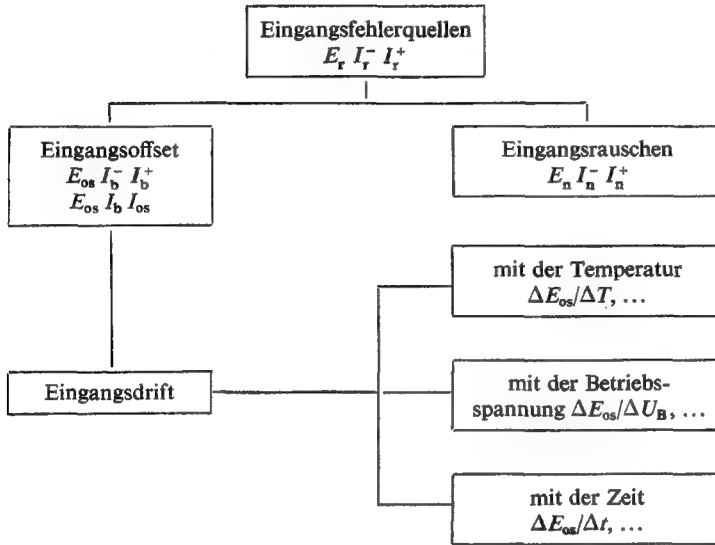 Eingangsfehlerquellen
E_r I_r^- I_r^+
Eingangsoffset
E_os I_b^- I_b^+
E_os I_b I_os
Eingangsrauschen
E_n I_n^- I_n^+
mit der Temperatur
ΔE_os/ΔT, …
Eingangsdrift
mit der Betriebs-
spannung ΔE_os/ΔU_B, …
mit der Zeit
ΔE_os/Δt, …